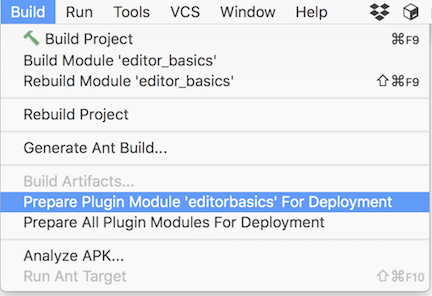 Build Run Tools VCS Window Help
Build Project ⌘F9
Build Module 'editor_basics'
Rebuild Module 'editor_basics' ⇧⌘F9
Rebuild Project
Generate Ant Build...
Build Artifacts...
Prepare Plugin Module 'editorbasics' For Deployment
Prepare All Plugin Modules For Deployment
Analyze APK...
Run Ant Target ⇧⌘F10